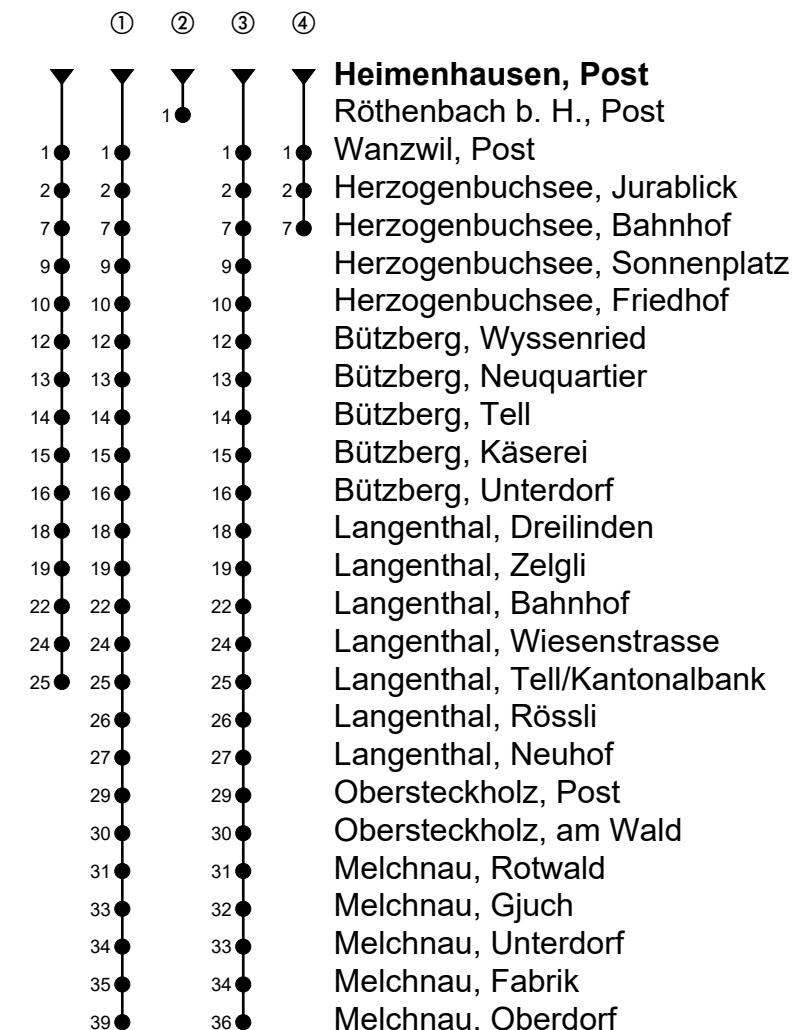 ① ② ③ ④
Heimenhausen, Post
1 Röthenbach b. H., Post
1 1 1 1 Wanzwil, Post
2 2 2 2 Herzogenbuchsee, Jurablick
7 7 7 7 Herzogenbuchsee, Bahnhof
9 9 9 Herzogenbuchsee, Sonnenplatz
10 10 10 Herzogenbuchsee, Friedhof
12 12 12 Bützberg, Wyssenried
13 13 13 Bützberg, Neuquartier
14 14 14 Bützberg, Tell
15 15 15 Bützberg, Käserei
16 16 16 Bützberg, Unterdorf
18 18 18 Langenthal, Dreilinden
19 19 19 Langenthal, Zelgli
22 22 22 Langenthal, Bahnhof
24 24 24 Langenthal, Wiesenstrasse
25 25 25 Langenthal, Tell/Kantonalbank
26 26 Langenthal, Rössli
27 27 Langenthal, Neuhof
29 29 Obersteckholz, Post
30 30 Obersteckholz, am Wald
31 31 Melchnau, Rotwald
33 32 Melchnau, Gjuch
34 33 Melchnau, Unterdorf
35 34 Melchnau, Fabrik
39 36 Melchnau, Oberdorf